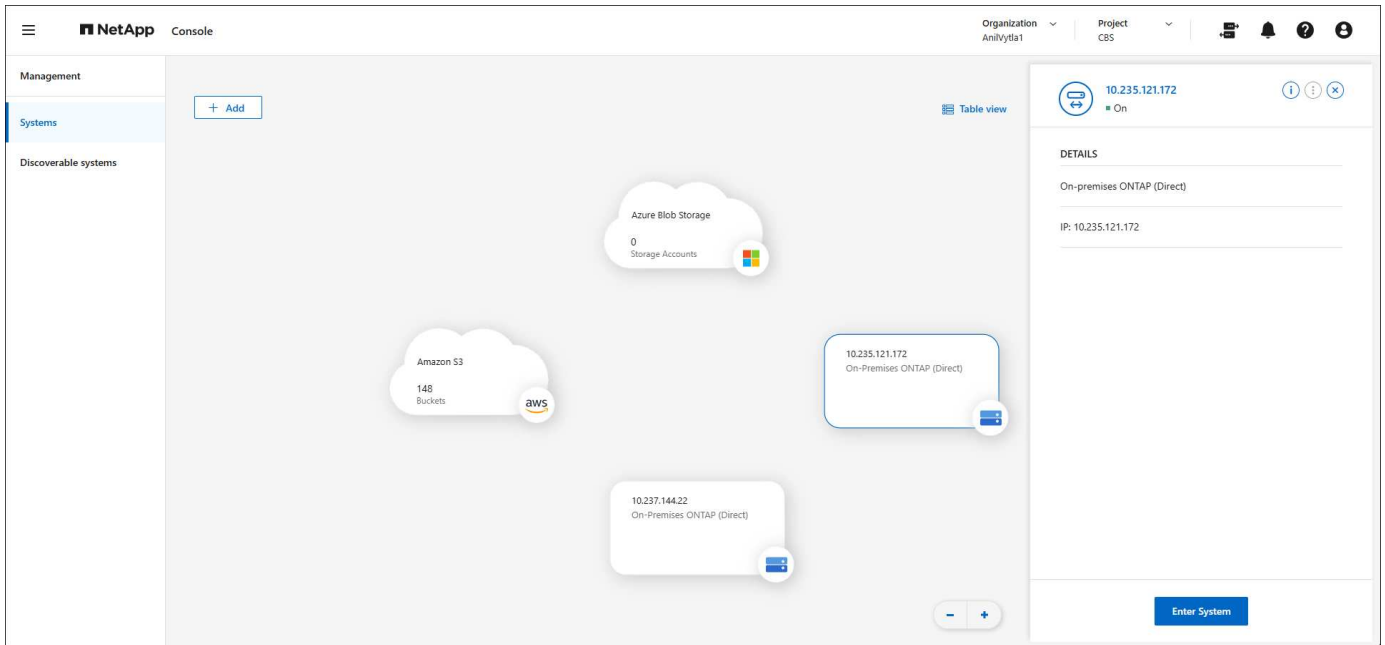 NetApp Console
Organization
AnilVytla1
Project
CBS
Management
Systems
Discoverable systems
+ Add
Table view
Azure Blob Storage
0
Storage Accounts
Amazon S3
148
Buckets
aws
10.235.121.172
On-Premises ONTAP (Direct)
10.237.144.22
On-Premises ONTAP (Direct)
10.235.121.172
On
DETAILS
On-premises ONTAP (Direct)
IP: 10.235.121.172
Enter System